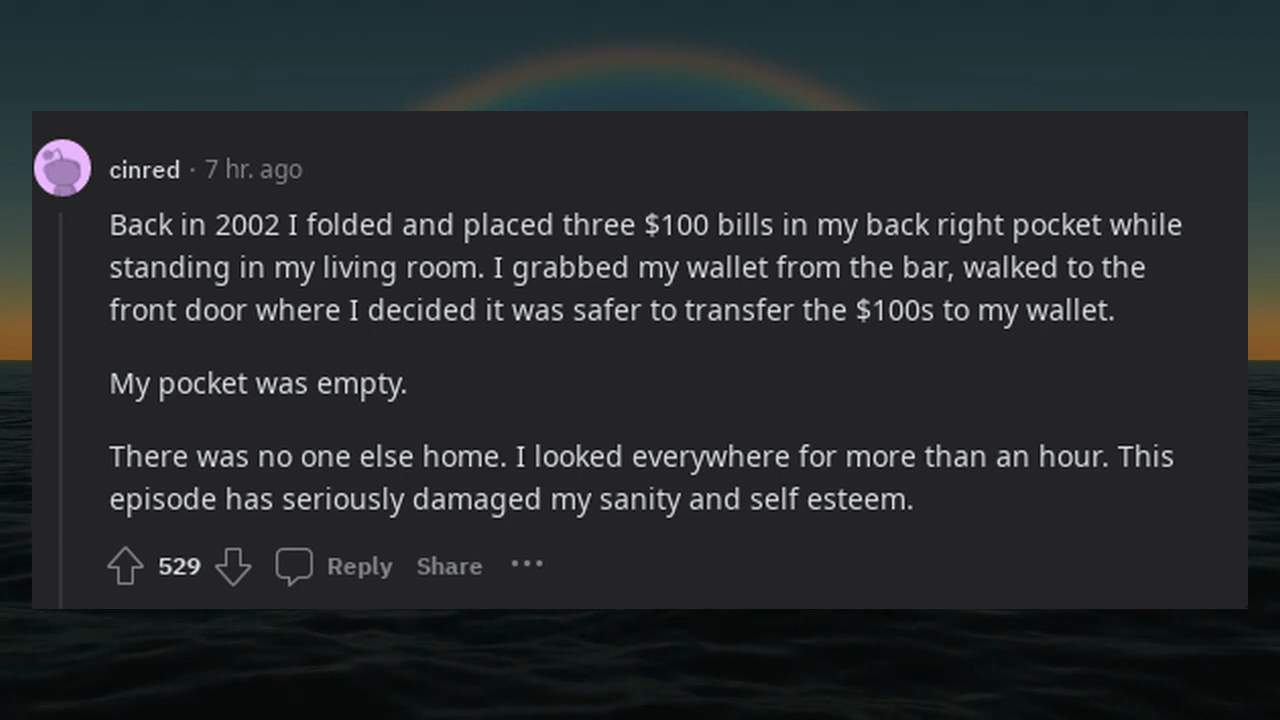 cinred · 7 hr. ago
Back in 2002 I folded and placed three $100 bills in my back right pocket while
standing in my living room. I grabbed my wallet from the bar, walked to the
front door where I decided it was safer to transfer the $100s to my wallet.
My pocket was empty.
There was no one else home. I looked everywhere for more than an hour. This
episode has seriously damaged my sanity and self esteem.
529 Reply Share ...